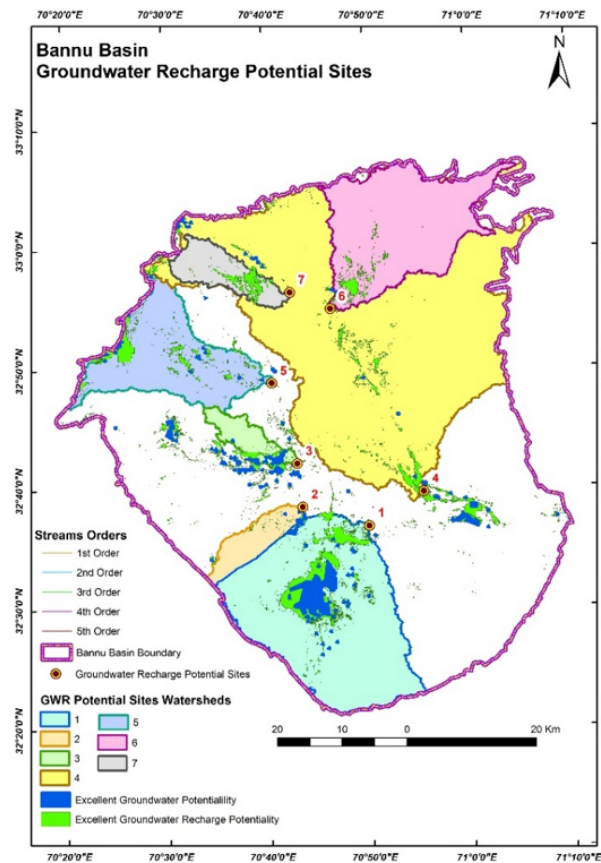 70°20'0"E 70°30'0"E 70°40'0"E 70°50'0"E 71°0'0"E 71°10'0"E
Bannu Basin
Groundwater Recharge Potential Sites
N
33°10'0"N
33°0'0"N
32°50'0"N
32°40'0"N
32°30'0"N
32°20'0"N
7
6
5
3
4
2
1
Streams Orders
1st Order
2nd Order
3rd Order
4th Order
5th Order
Bannu Basin Boundary
Groundwater Recharge Potential Sites
GWR Potential Sites Watersheds
1 5
2 6
3 7
4
Excellent Groundwater Potentiality
Excellent Groundwater Recharge Potentiality
20 10 0 20 Km
70°20'0"E 70°30'0"E 70°40'0"E 70°50'0"E 71°0'0"E 71°10'0"E